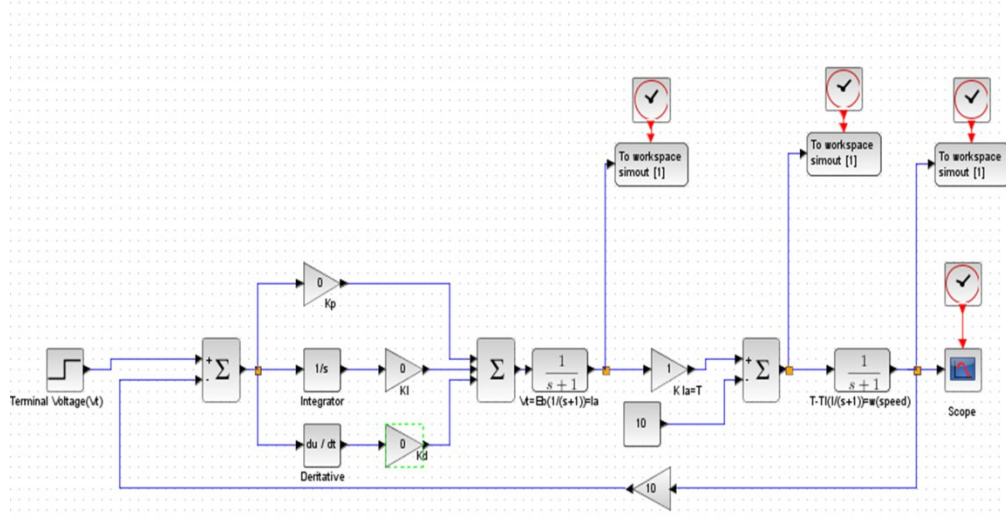 To workspace
simout [1]
To workspace
simout [1]
To workspace
simout [1]
0
Kp
+
-
Σ
1/s
Integrator
0
KI
Σ
1
s + 1
Vt=Eb(1/(s+1))=Ia
1
K Ia=T
+
-
Σ
1
s + 1
T-Tl(l/(s+1))=w(speed)
Scope
Terminal Voltage(Vt)
10
du / dt
Deritative
0
Kd
10